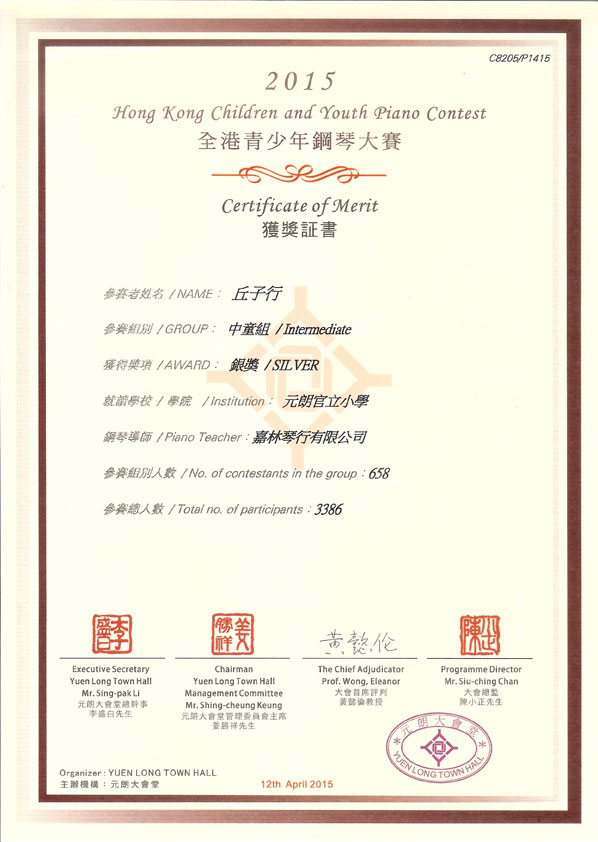 C8205/P1415
2015
Hong Kong Children and Youth Piano Contest
全港青少年鋼琴大賽
Certificate of Merit
獲獎証書
參賽者姓名 / NAME： 丘子行
參賽組別 / GROUP： 中童組 / Intermediate
獲得獎項 / AWARD： 銀獎 / SILVER
就讀學校 / 學院 / Institution： 元朗官立小學
鋼琴導師 / Piano Teacher：嘉林琴行有限公司
參賽組別人數 / No. of contestants in the group：658
參賽總人數 / Total no. of participants：3386
李盛
姜勝祥
黃懿伦
陳
Executive Secretary
Yuen Long Town Hall
Mr. Sing-pak Li
元朗大會堂總幹事
李盛白先生
Chairman
Yuen Long Town Hall
Management Committee
Mr. Shing-cheung Keung
元朗大會堂管理委員會主席
姜勝祥先生
The Chief Adjudicator
Prof. Wong, Eleanor
大會首席評判
黃懿倫教授
Programme Director
Mr. Siu-ching Chan
大會總監
陳小正先生
元朗大會堂
YUEN LONG TOWN HALL
Organizer : YUEN LONG TOWN HALL
主辦機構：元朗大會堂
12th April 2015